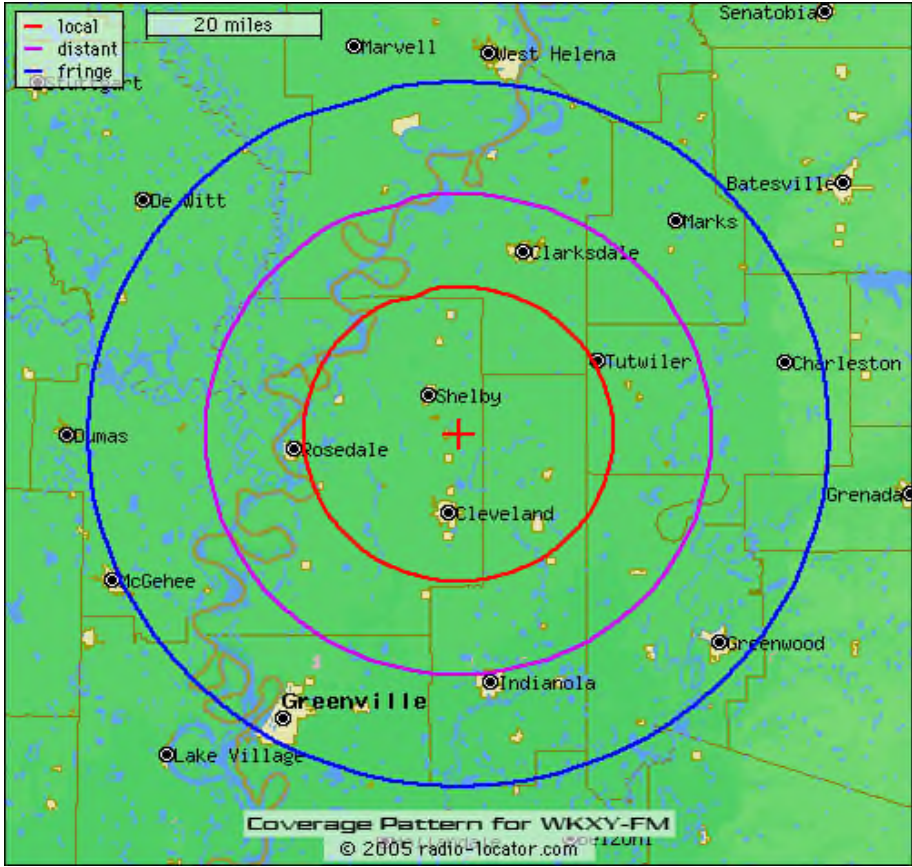 local
distant
fringe
20 miles
Senatobia
Marvell
West Helena
Stuttgart
Batesville
De Witt
Marks
Clarksdale
Tutwiler
Charleston
Shelby
Dumas
Rosedale
Grenada
Cleveland
McGehee
Greenwood
Indianola
Greenville
Lake Village
Coverage Pattern for WKXY-FM
© 2005 radio-locator.com